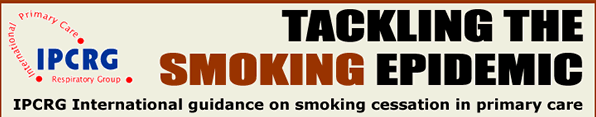 International Primary Care
IPCRG
Respiratory Group
TACKLING THE
SMOKING EPIDEMIC
IPCRG International guidance on smoking cessation in primary care